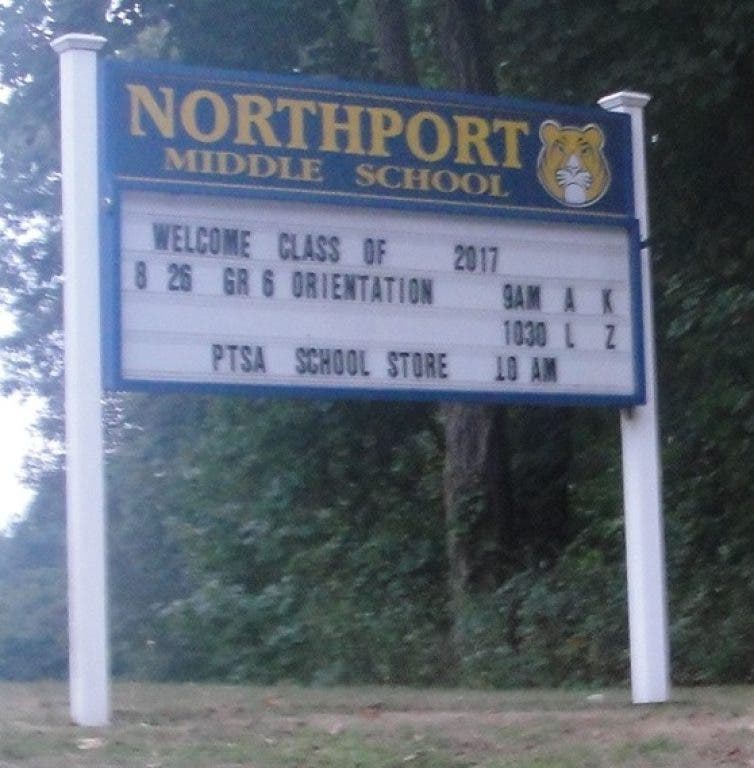 NORTHPORT
MIDDLE SCHOOL
WELCOME CLASS OF 2017
8 26 GR 6 ORIENTATION 9AM A K
1030 L Z
PTSA SCHOOL STORE 10 AM